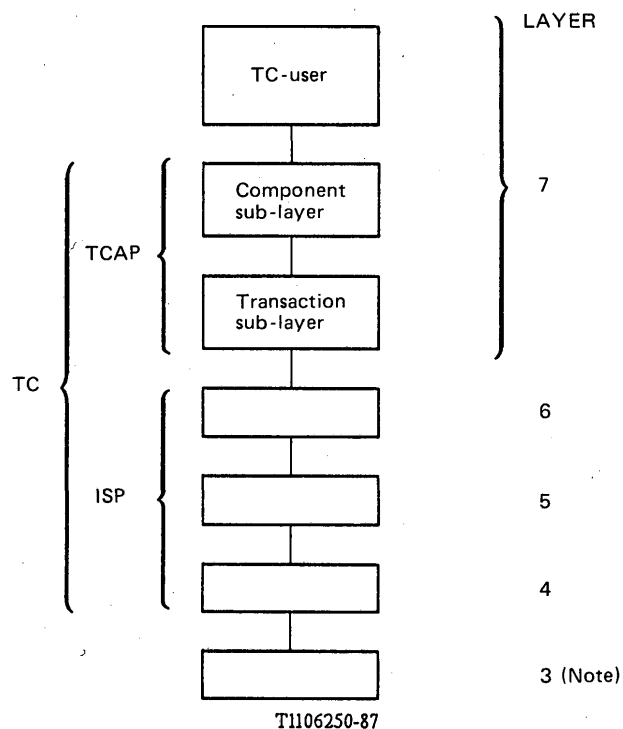 LAYER
TC-user
Component
sub-layer
7
TCAP
Transaction
sub-layer
TC
6
ISP
5
4
3 (Note)
T1106250-87